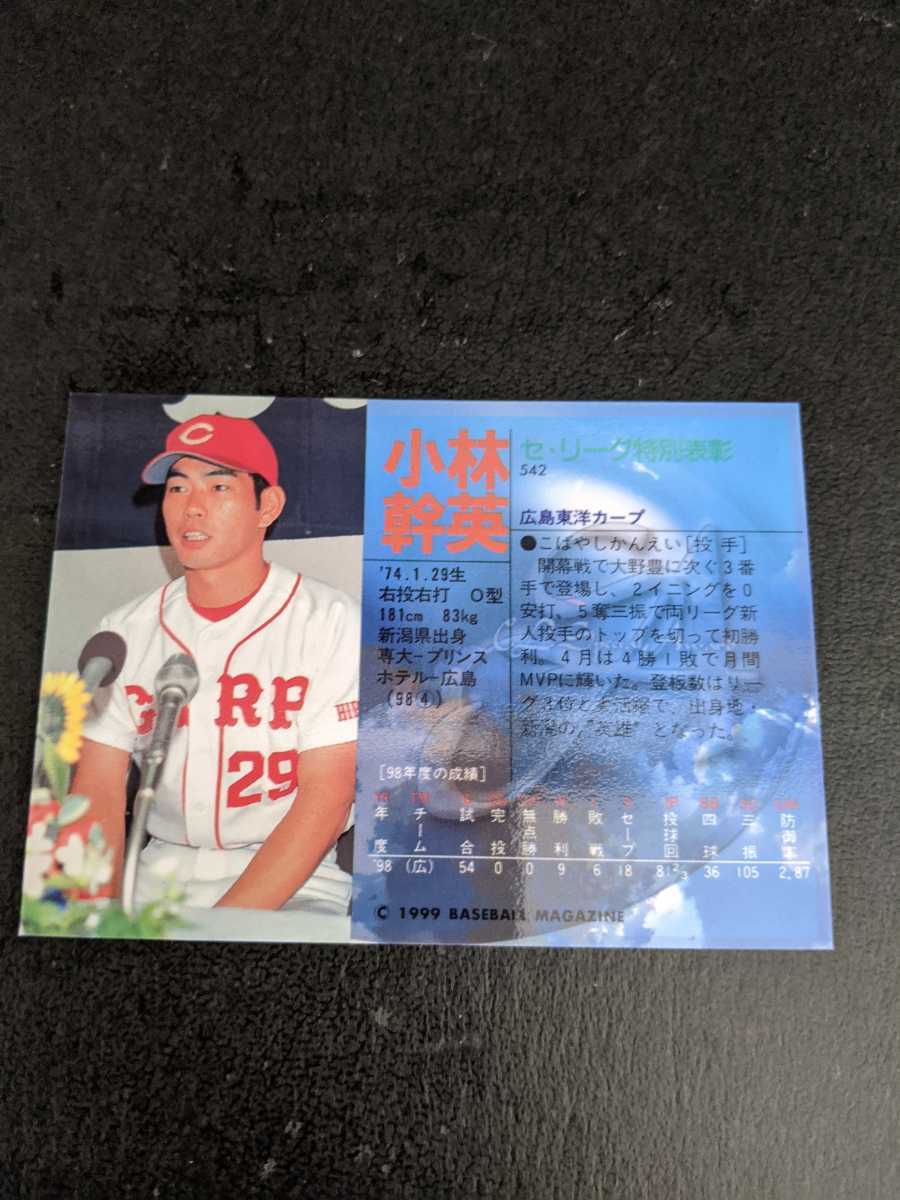 小林
幹英
'74.1.29生
右投右打 O型
181cm 83kg
新潟県出身
専大-プリンス
ホテル-広島
(98④)
セ・リーグ特別表彰
542
広島東洋カープ
●こばやしかんえい[投手]
開幕戦で大野豊に次ぐ3番
手で登場し、2イニングを0
安打、5奪三振で両リーグ新
人投手のトップを切って初勝
利。4月は4勝1敗で月間
MVPに輝いた。登板数はリー
グ3位と大活躍で、出身地・
新潟の"英雄"となった。
[98年度の成績]
年度 チーム 試合 完投 無点勝 勝利 敗戦 セーブ 投球回 四球 三振 防御率
'98 (広) 54 0 0 9 6 18 81 2/3 36 105 2.87
© 1999 BASEBALL MAGAZINE
C
CARP
29